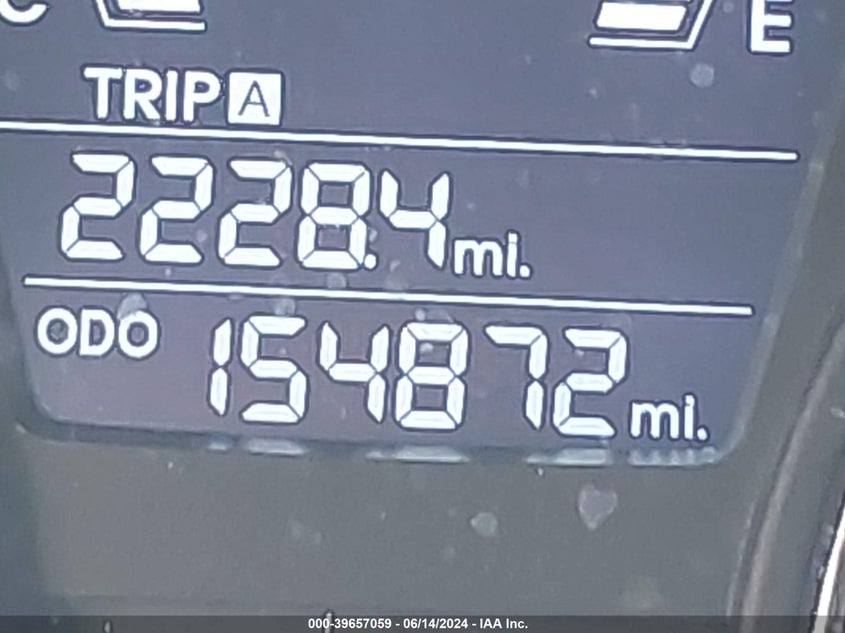 C E
TRIP A
2228.4 mi.
ODO 154872 mi.
000-39657059 - 06/14/2024 - IAA Inc.